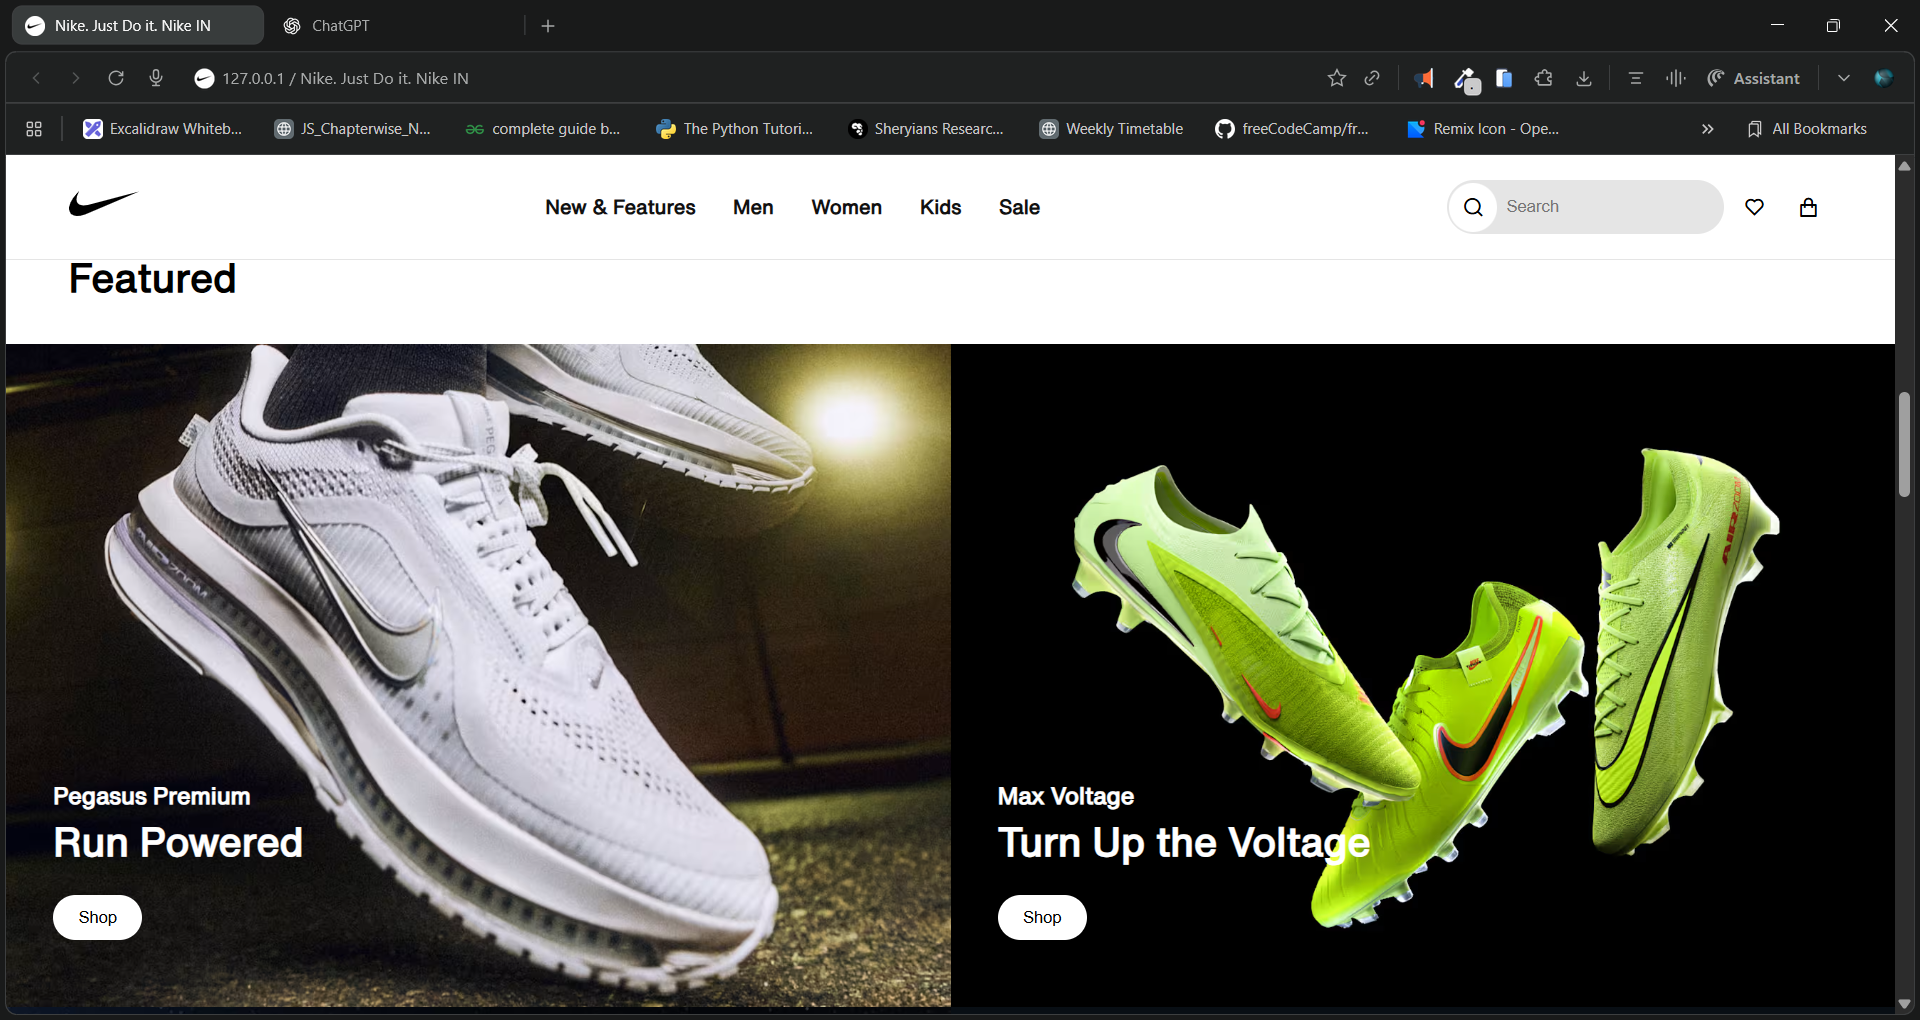 Nike. Just Do it. Nike IN
ChatGPT
127.0.0.1 / Nike. Just Do it. Nike IN
Assistant
Excalidraw Whiteb...
JS_Chapterwise_N...
complete guide b...
The Python Tutori...
Sheryians Researc...
Weekly Timetable
freeCodeCamp/fr...
Remix Icon - Ope...
All Bookmarks
New & Features
Men
Women
Kids
Sale
Search
Featured
Pegasus Premium
Run Powered
Shop
Max Voltage
Turn Up the Voltage
Shop